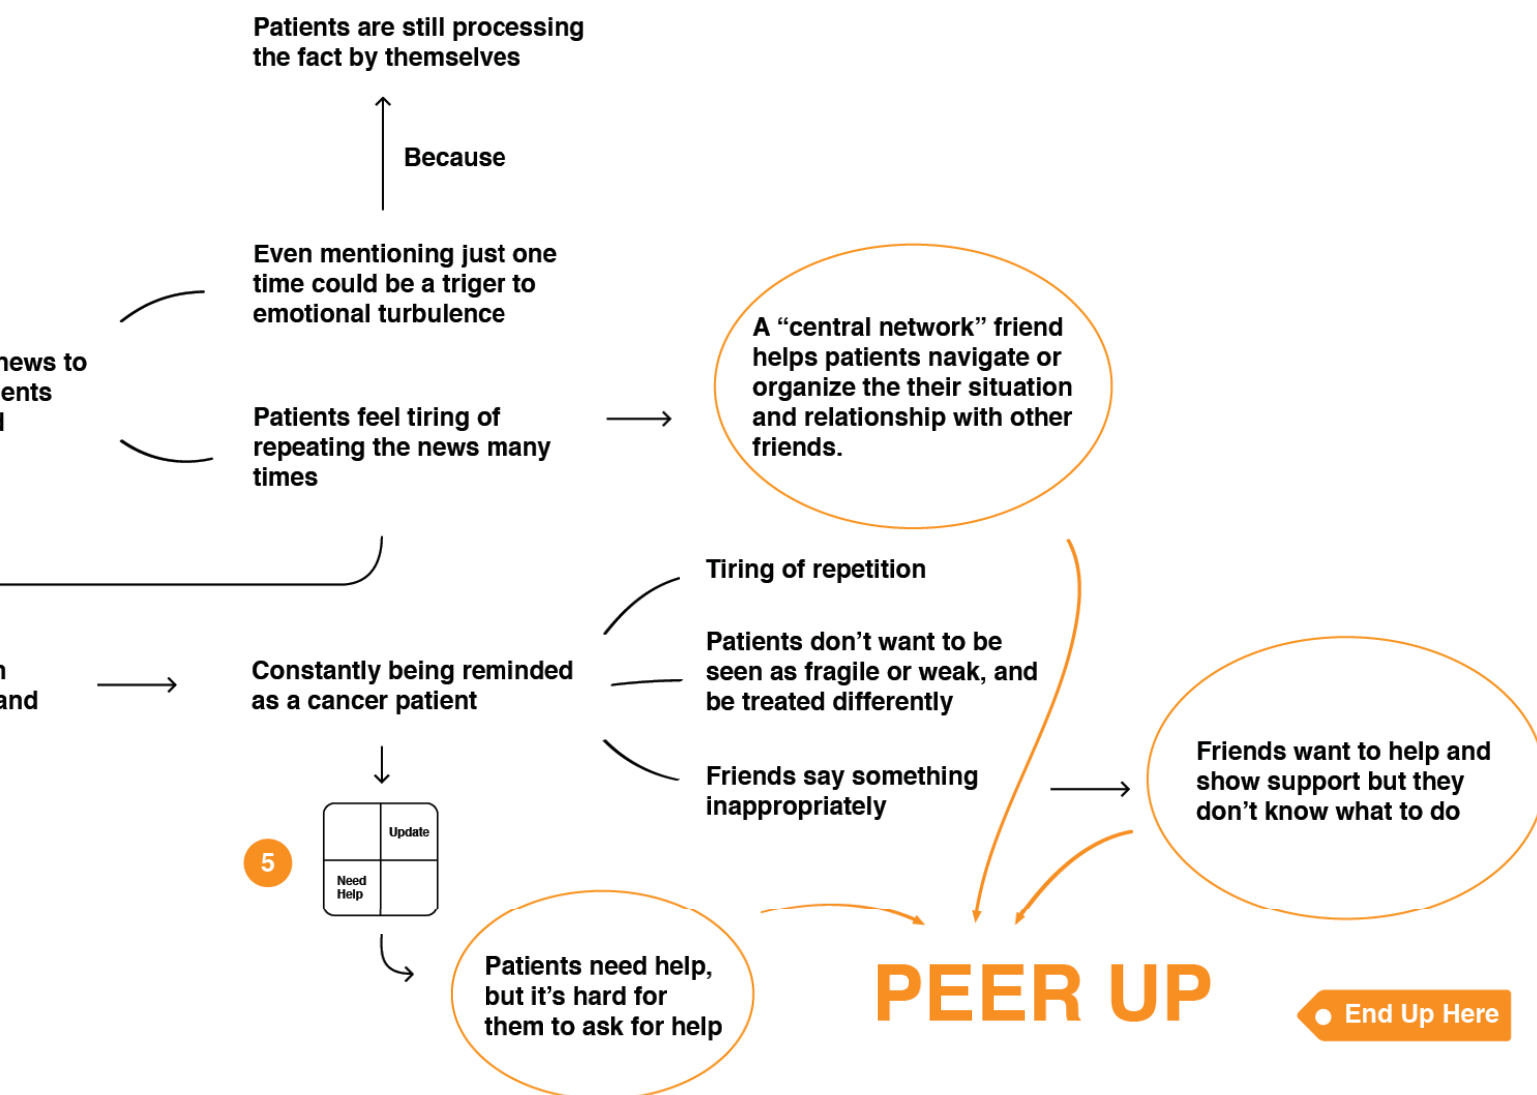 Patients are still processing
the fact by themselves
Because
Even mentioning just one
time could be a triger to
emotional turbulence
news to
ents
A “central network” friend
helps patients navigate or
organize the their situation
and relationship with other
friends.
Patients feel tiring of
repeating the news many
times
Tiring of repetition
Patients don’t want to be
seen as fragile or weak, and
be treated differently
and
Constantly being reminded
as a cancer patient
Friends say something
inappropriately
Friends want to help and
show support but they
don’t know what to do
5
Update
Need
Help
Patients need help,
but it’s hard for
them to ask for help
PEER UP
End Up Here